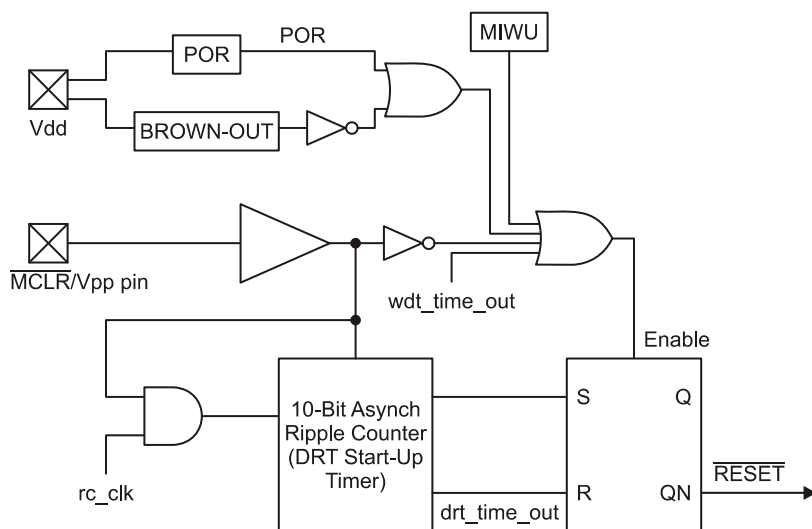 MIWU
POR
POR
Vdd
BROWN-OUT
MCLR/Vpp pin
wdt_time_out
Enable
10-Bit Asynch
Ripple Counter
(DRT Start-Up
Timer)
S
Q
rc_clk
drt_time_out
R
QN
RESET